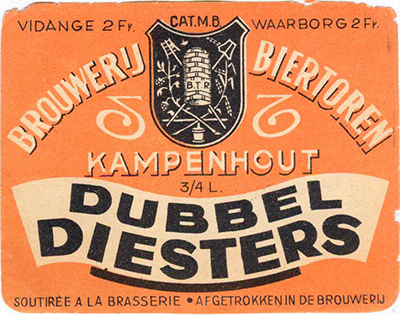 VIDANGE 2 Fr. CAT. M.B. WAARBORG 2 Fr.
BROUWERIJ BIERTOREN
B T R
KAMPENHOUT
3/4 L.
DUBBEL
DIESTERS
SOUTIRÉE A LA BRASSERIE • AFGETROKKEN IN DE BROUWERIJ